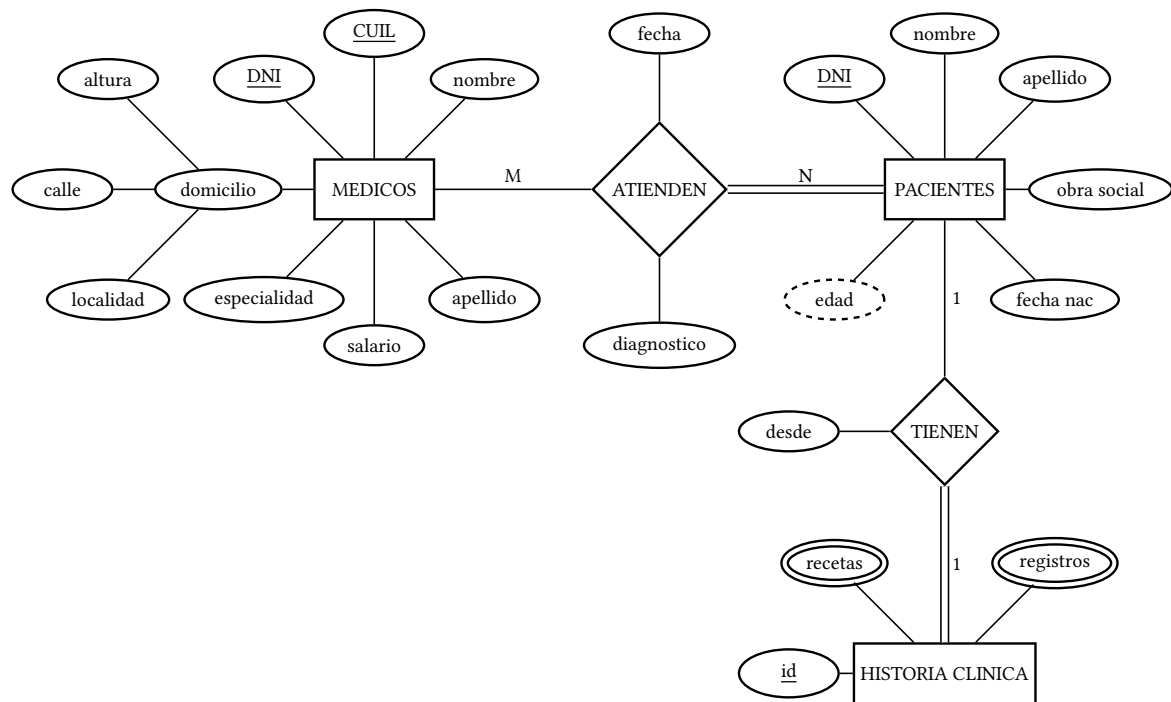 CUIL
fecha
nombre
altura
DNI
nombre
DNI
apellido
calle
domicilio
MEDICOS
M
ATIENDEN
N
PACIENTES
obra social
localidad
especialidad
apellido
edad
1
fecha nac
salario
diagnostico
desde
TIENEN
recetas
1
registros
id
HISTORIA CLINICA